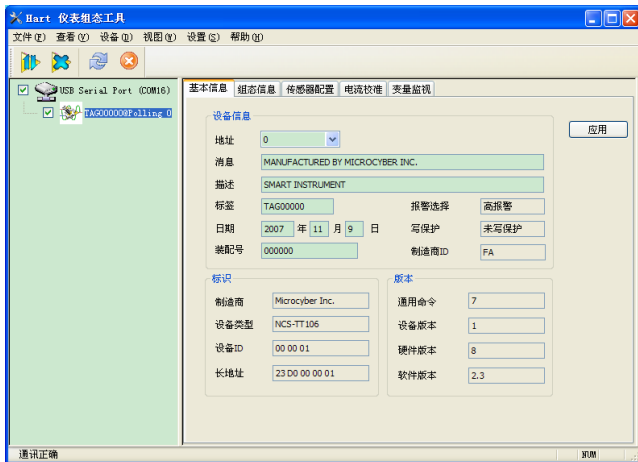 Hart 仪表组态工具
文件(F) 查看(V) 设备(D) 视图(V) 设置(S) 帮助(H)
USB Serial Port (COM16)
TAG00000@Polling 0
基本信息 组态信息 传感器配置 电流校准 变量监视
设备信息
应用
地址 0
消息 MANUFACTURED BY MICROCYBER INC.
描述 SMART INSTRUMENT
标签 TAG00000 报警选择 高报警
日期 2007 年 11 月 9 日 写保护 未写保护
装配号 000000 制造商ID FA
标识 版本
制造商 Microcyber Inc. 通用命令 7
设备类型 NCS-TT106 设备版本 1
设备ID 00 00 01 硬件版本 8
长地址 23 D0 00 00 01 软件版本 2.3
通讯正确 NUM